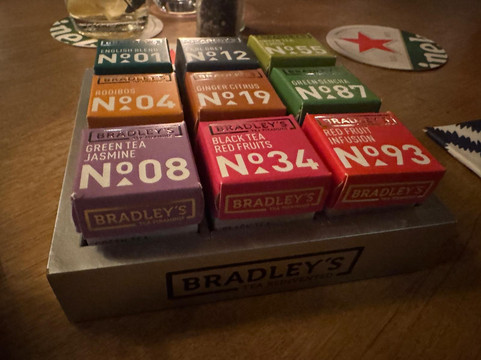 ENGLISH BLEND
Nº01
Nº12
Nº55
ROOIBOS
Nº04
GINGER CITRUS
Nº19
GREEN SENCHA
Nº87
GREEN TEA
JASMINE
Nº08
BRADLEY'S
BRADLEY'S
BLACK TEA
RED FRUITS
Nº34
BRADLEY'S
RED FRUIT
INFUSION
Nº93
BRADLEY'S
BRADLEY'S